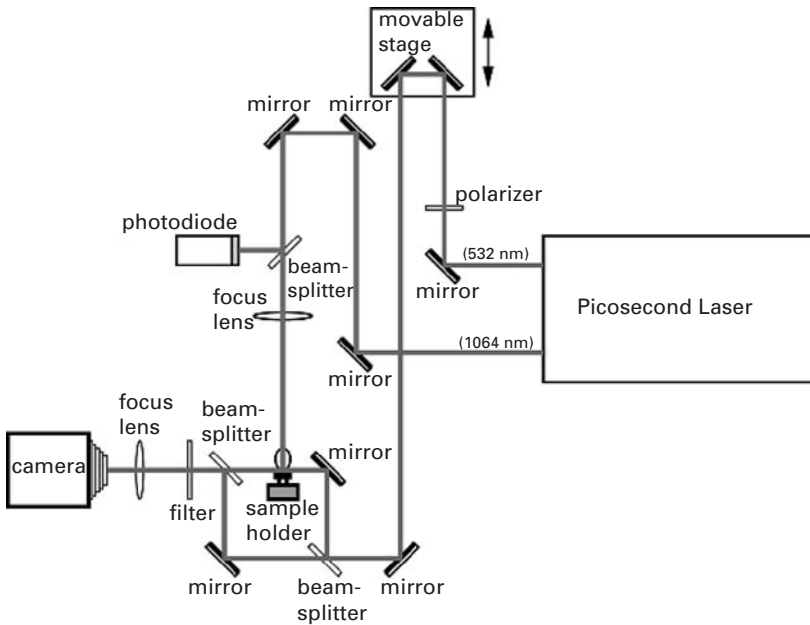 movable
stage
mirror
mirror
polarizer
photodiode
(532 nm)
beam-
splitter
mirror
focus
lens
Picosecond Laser
(1064 nm)
mirror
focus
lens
beam-
splitter
mirror
camera
filter
sample
holder
mirror
beam-
splitter
mirror